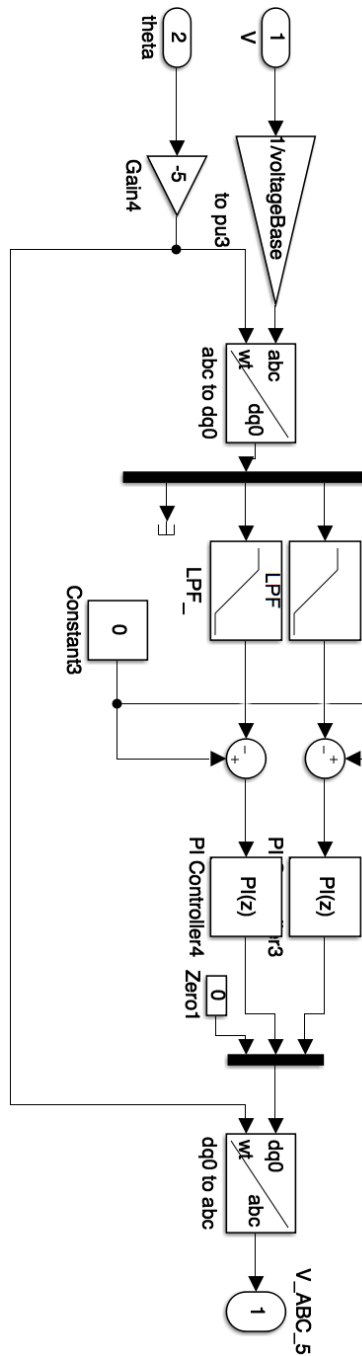 1
V
1/voltageBase
to pu3
2
theta
-5
Gain4
abc
wt
dq0
abc to dq0
LPF
LPF_
0
Constant3
+
-
-
+
PI(z)
PI(z)
PI Controller4
0
Zero1
dq0
wt
abc
dq0 to abc
1
V_ABC_5